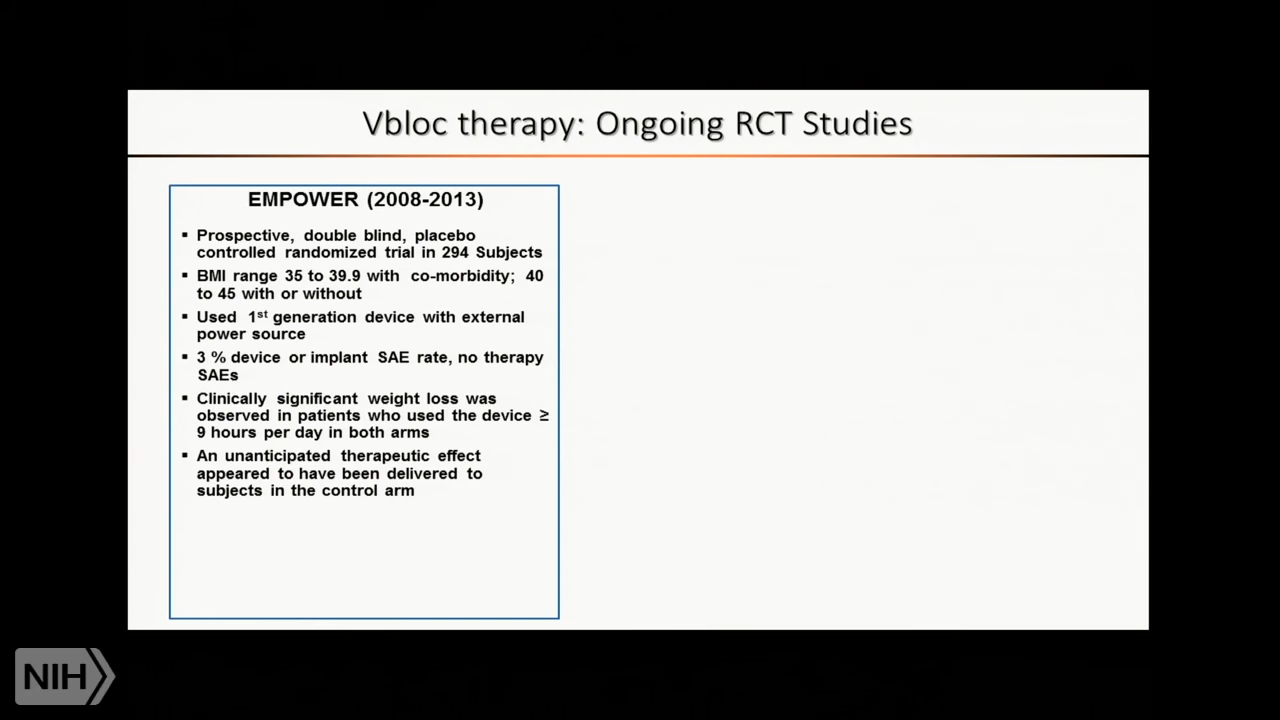 Vbloc therapy: Ongoing RCT Studies
EMPOWER (2008-2013)
▪ Prospective, double blind, placebo
controlled randomized trial in 294 Subjects
▪ BMI range 35 to 39.9 with co-morbidity; 40
to 45 with or without
▪ Used 1st generation device with external
power source
▪ 3 % device or implant SAE rate, no therapy
SAEs
▪ Clinically significant weight loss was
observed in patients who used the device ≥
9 hours per day in both arms
▪ An unanticipated therapeutic effect
appeared to have been delivered to
subjects in the control arm
NIH